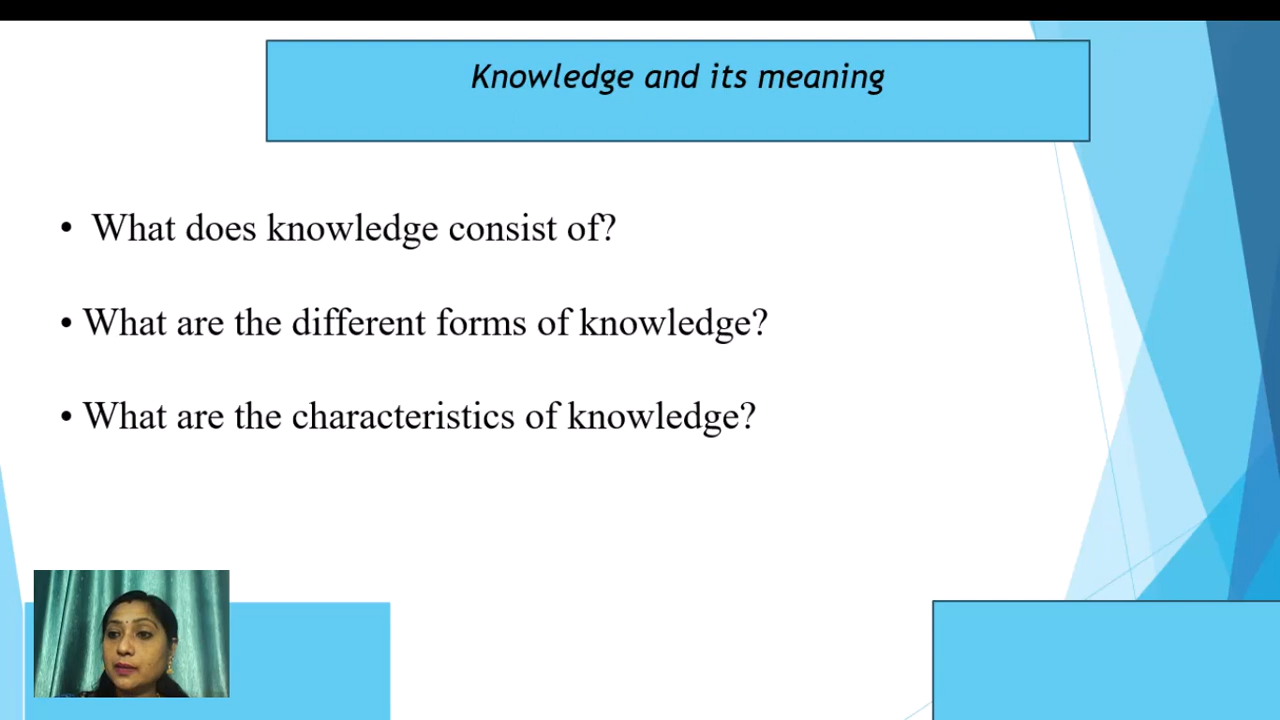 Knowledge and its meaning
• What does knowledge consist of?
• What are the different forms of knowledge?
• What are the characteristics of knowledge?